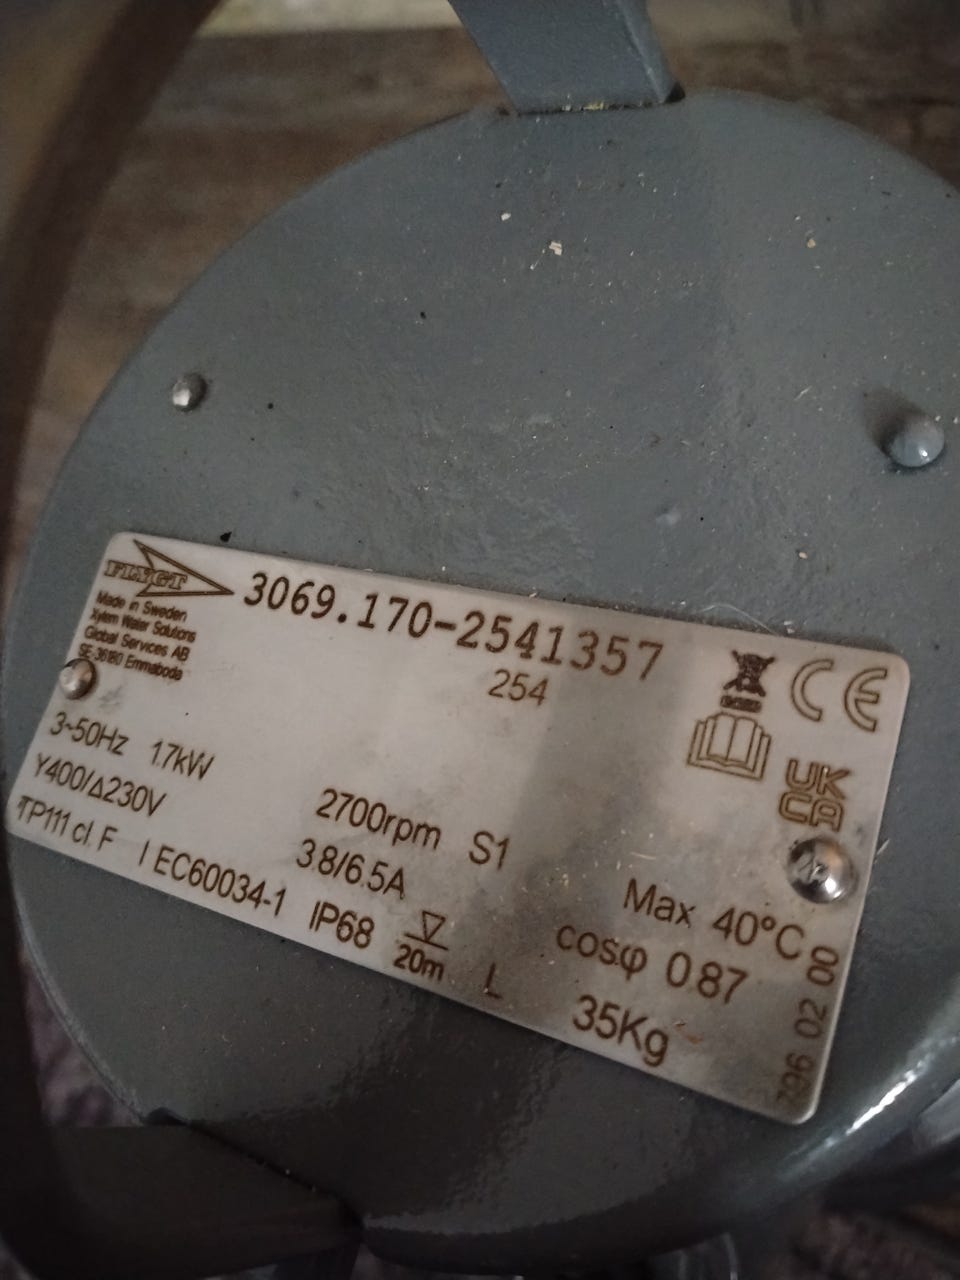 FLYGT
3069.170-2541357
254
Made in Sweden
Xylem Water Solutions
Global Services AB
SE-36180 Emmaboda
CE
UK
CA
3~50Hz 1.7kW 2700rpm S1 Max 40°C
Y400/Δ230V 3.8/6.5A cosφ 0.87
TP111 cl. F IEC60034-1 IP68 20m L 35Kg
796 02 00